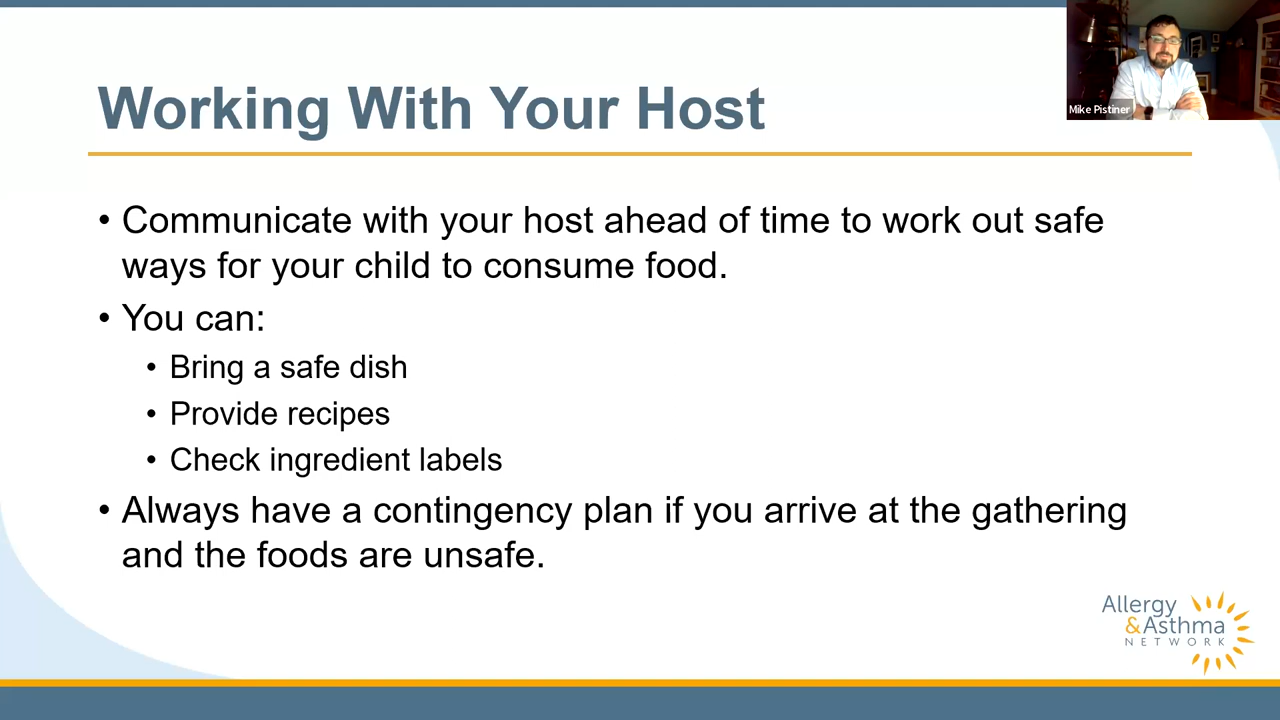 Mike Pistiner
Working With Your Host
• Communicate with your host ahead of time to work out safe
ways for your child to consume food.
• You can:
• Bring a safe dish
• Provide recipes
• Check ingredient labels
• Always have a contingency plan if you arrive at the gathering
and the foods are unsafe.
Allergy
&Asthma
NETWORK